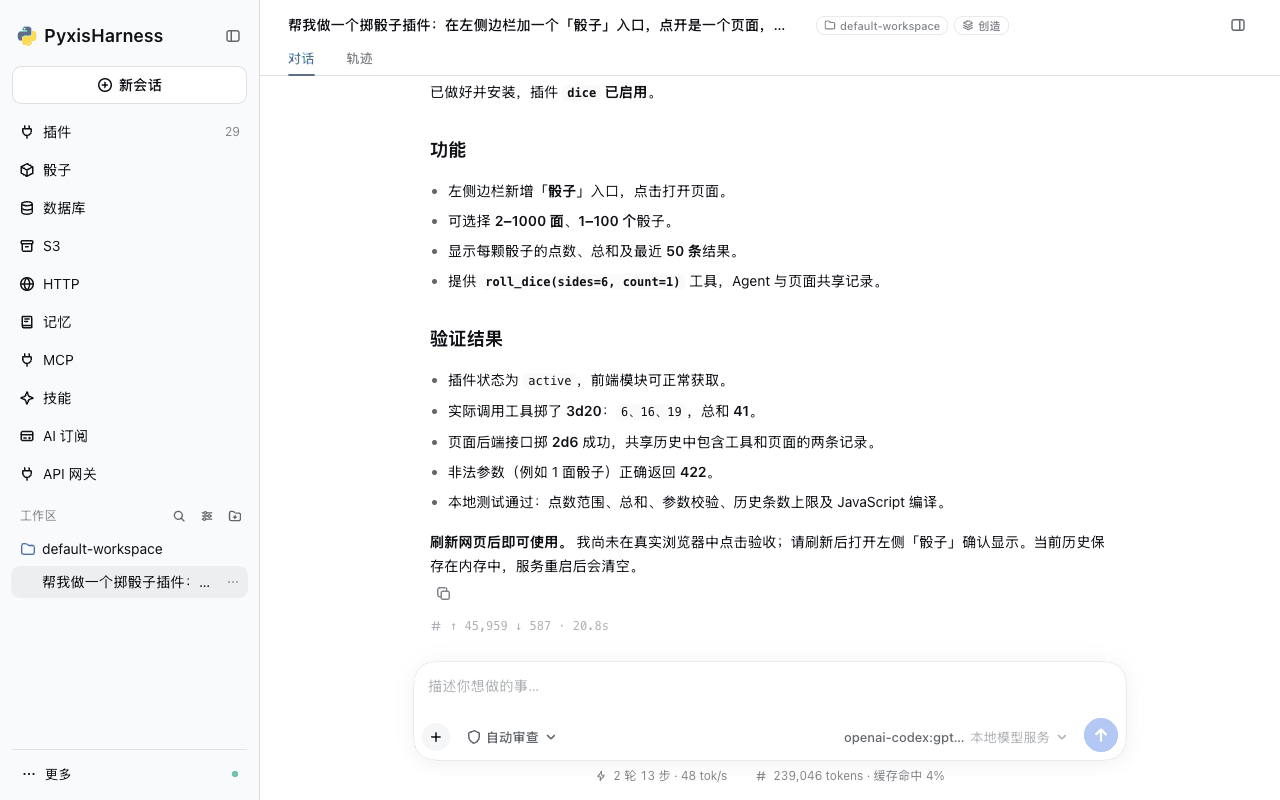 PyxisHarness
新会话
插件 29
骰子
数据库
S3
HTTP
记忆
MCP
技能
AI 订阅
API 网关
工作区
default-workspace
帮我做一个掷骰子插件：...
更多
帮我做一个掷骰子插件：在左侧边栏加一个「骰子」入口，点开是一个页面，...
default-workspace
创造
对话
轨迹
已做好并安装，插件 dice 已启用。
功能
左侧边栏新增「骰子」入口，点击打开页面。
可选择 2–1000 面、1–100 个骰子。
显示每颗骰子的点数、总和及最近 50 条结果。
提供 roll_dice(sides=6, count=1) 工具，Agent 与页面共享记录。
验证结果
插件状态为 active，前端模块可正常获取。
实际调用工具掷了 3d20： 6、16、19 ，总和 41。
页面后端接口掷 2d6 成功，共享历史中包含工具和页面的两条记录。
非法参数（例如 1 面骰子）正确返回 422。
本地测试通过：点数范围、总和、参数校验、历史条数上限及 JavaScript 编译。
刷新网页后即可使用。 我尚未在真实浏览器中点击验收；请刷新后打开左侧「骰子」确认显示。当前历史保
存在内存中，服务重启后会清空。
# ↑ 45,959 ↓ 587 · 20.8s
描述你想做的事...
自动审查
openai-codex:gpt... 本地模型服务
2 轮 13 步 · 48 tok/s
# 239,046 tokens · 缓存命中 4%